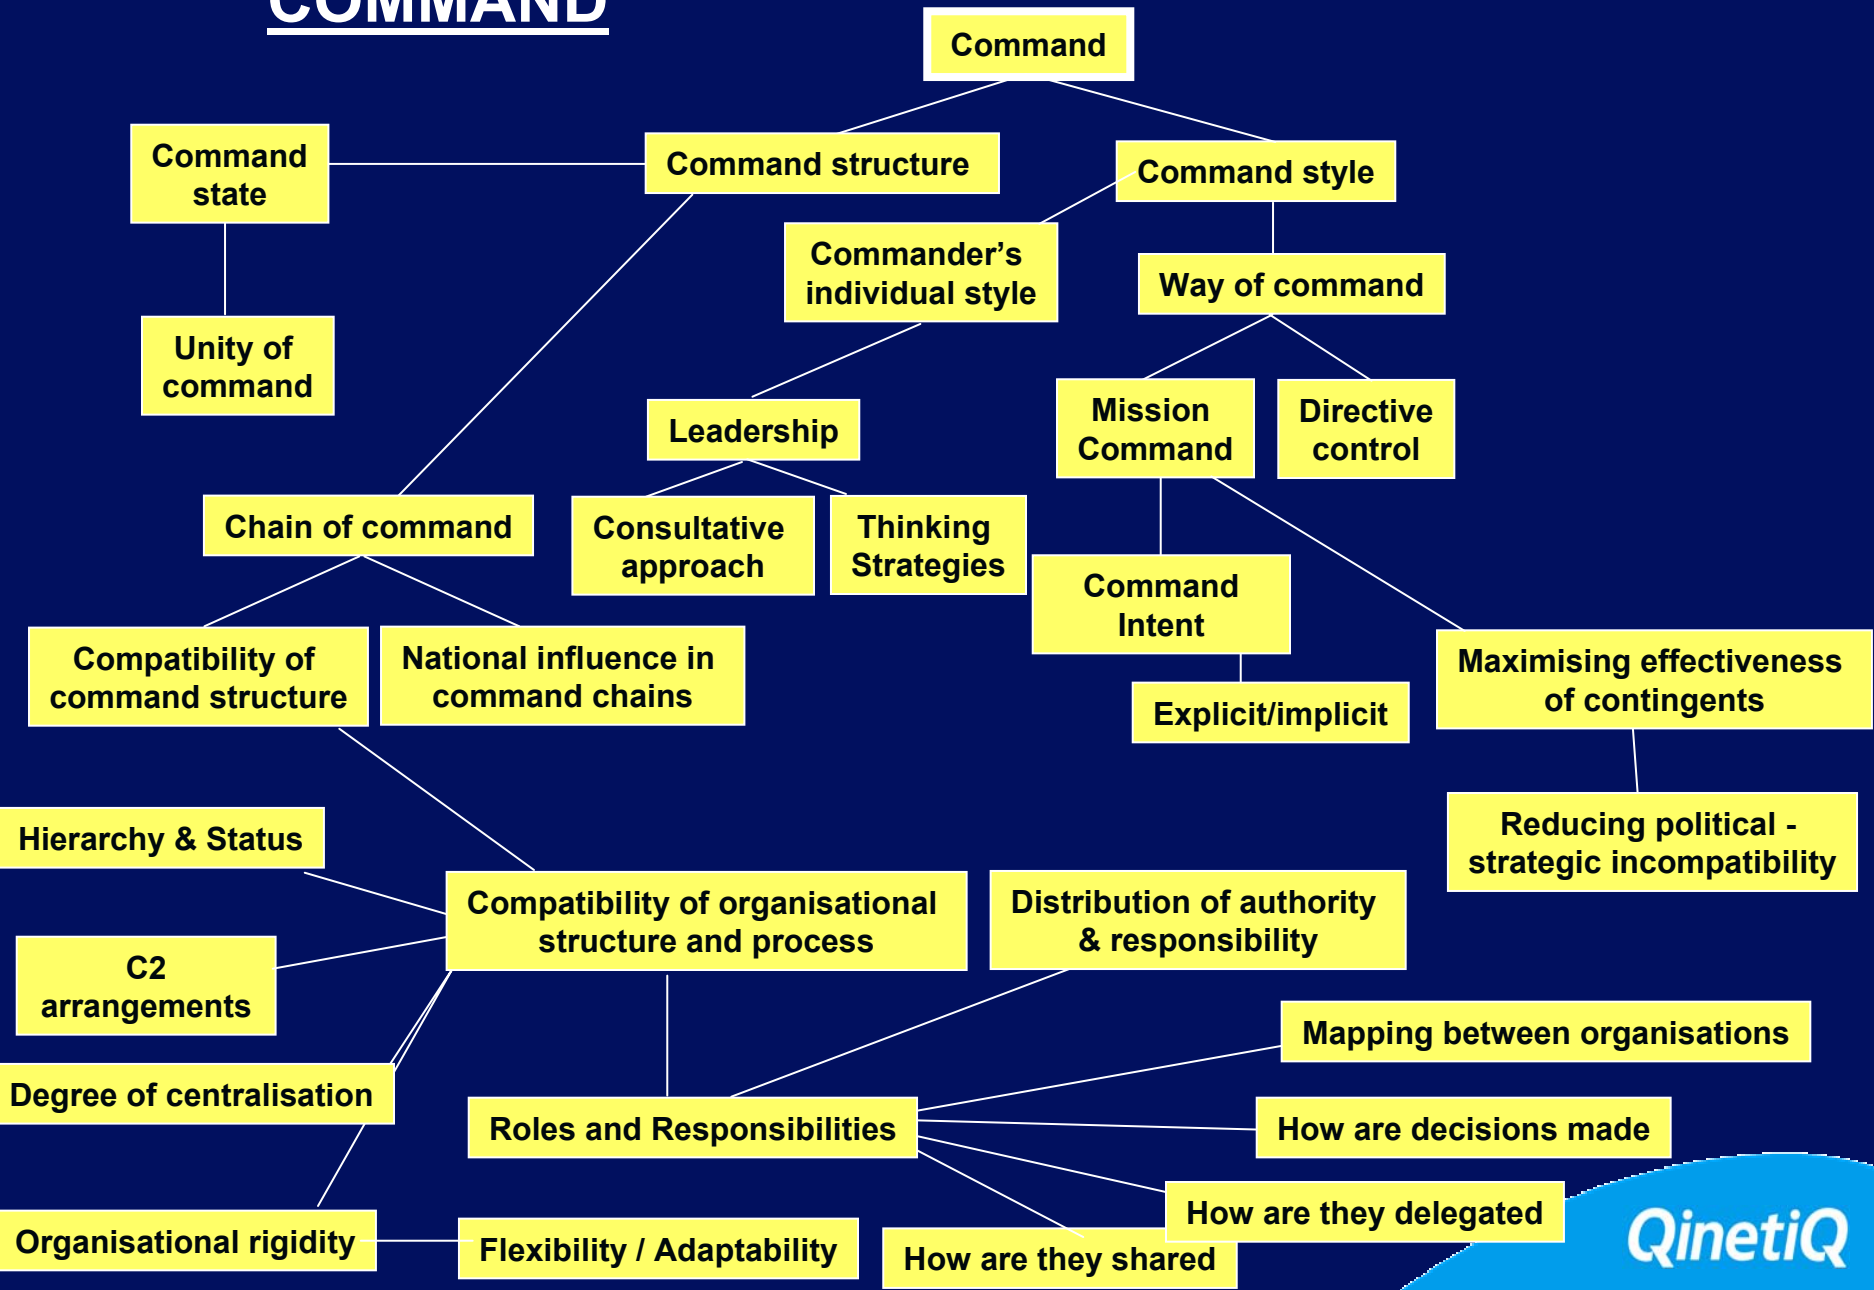 COMMAND
Command
Command
state
Command structure
Command style
Commander’s
individual style
Way of command
Unity of
command
Leadership
Mission
Command
Directive
control
Chain of command
Consultative
approach
Thinking
Strategies
Command
Intent
Compatibility of
command structure
National influence in
command chains
Explicit/implicit
Maximising effectiveness
of contingents
Hierarchy & Status
Reducing political -
strategic incompatibility
Compatibility of organisational
structure and process
Distribution of authority
& responsibility
C2
arrangements
Mapping between organisations
Degree of centralisation
Roles and Responsibilities
How are decisions made
How are they delegated
Organisational rigidity
Flexibility / Adaptability
How are they shared
QinetiQ